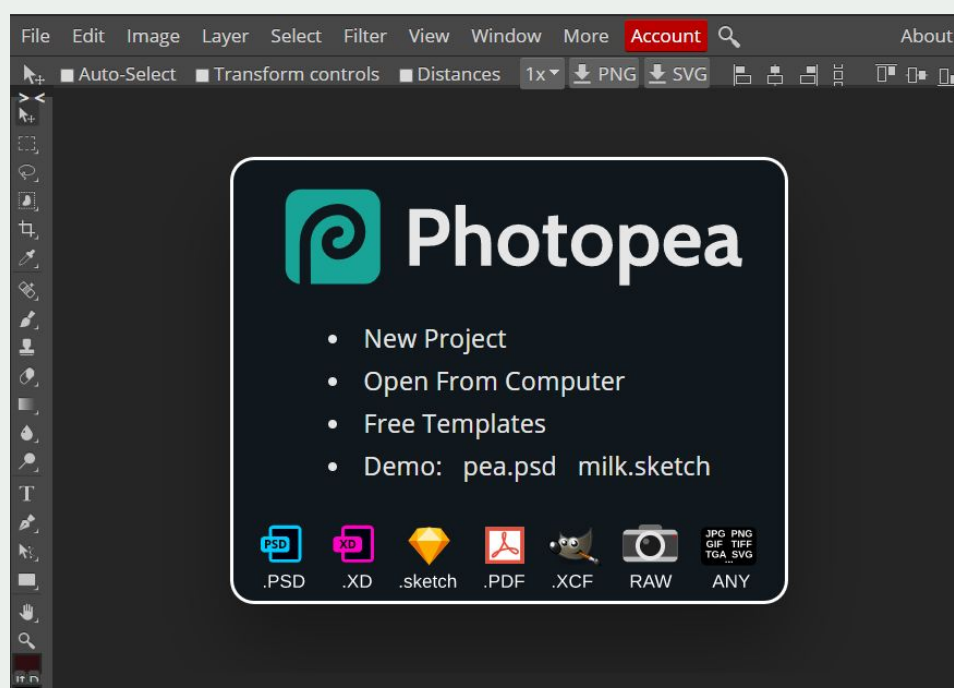 File Edit Image Layer Select Filter View Window More Account About
Auto-Select Transform controls Distances 1x PNG SVG
> <
Photopea
New Project
Open From Computer
Free Templates
Demo: pea.psd milk.sketch
PSD XD JPG PNG
GIF TIFF
TGA SVG
...
.PSD .XD .sketch .PDF .XCF RAW ANY
T